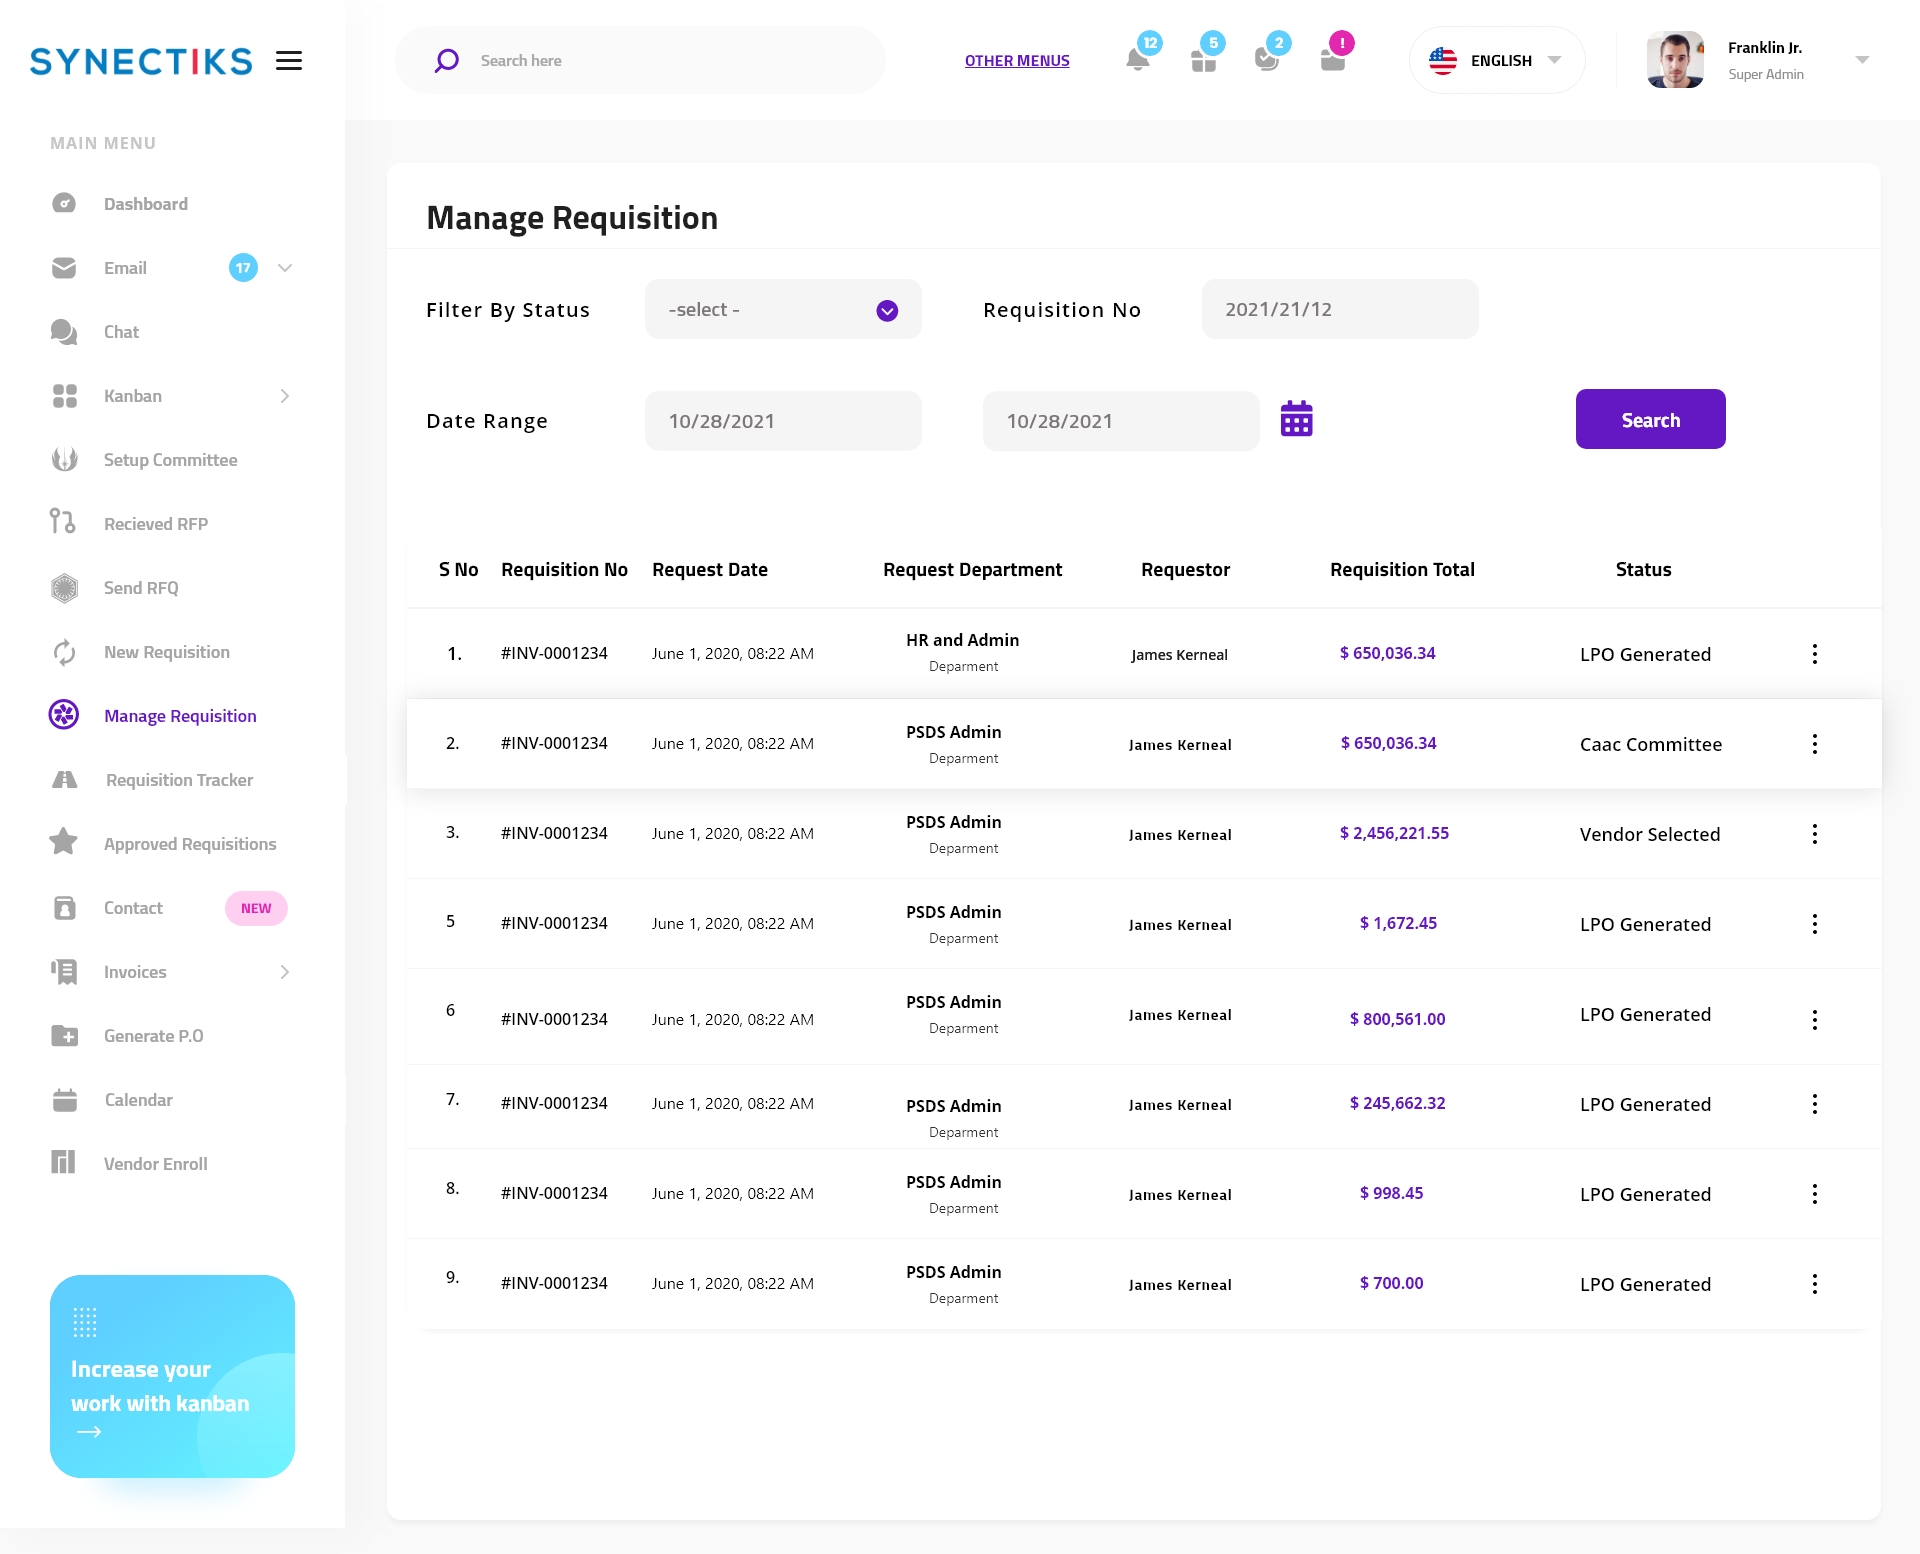 SYNECTIKS
Search here
OTHER MENUS
12
5
2
!
ENGLISH
Franklin Jr.
Super Admin
MAIN MENU
Dashboard
Email
17
Chat
Kanban
Setup Committee
Recieved RFP
Send RFQ
New Requisition
Manage Requisition
Requisition Tracker
Approved Requisitions
Contact
NEW
Invoices
Generate P.O
Calendar
Vendor Enroll
Increase your
work with kanban
Manage Requisition
Filter By Status
-select -
Requisition No
2021/21/12
Date Range
10/28/2021
10/28/2021
Search
S No Requisition No Request Date Request Department Requestor Requisition Total Status
1. #INV-0001234 June 1, 2020, 08:22 AM HR and Admin James Kerneal $ 650,036.34 LPO Generated
Deparment
2. #INV-0001234 June 1, 2020, 08:22 AM PSDS Admin James Kerneal $ 650,036.34 Caac Committee
Deparment
3. #INV-0001234 June 1, 2020, 08:22 AM PSDS Admin James Kerneal $ 2,456,221.55 Vendor Selected
Deparment
5 #INV-0001234 June 1, 2020, 08:22 AM PSDS Admin James Kerneal $ 1,672.45 LPO Generated
Deparment
6 #INV-0001234 June 1, 2020, 08:22 AM PSDS Admin James Kerneal $ 800,561.00 LPO Generated
Deparment
7. #INV-0001234 June 1, 2020, 08:22 AM PSDS Admin James Kerneal $ 245,662.32 LPO Generated
Deparment
8. #INV-0001234 June 1, 2020, 08:22 AM PSDS Admin James Kerneal $ 998.45 LPO Generated
Deparment
9. #INV-0001234 June 1, 2020, 08:22 AM PSDS Admin James Kerneal $ 700.00 LPO Generated
Deparment